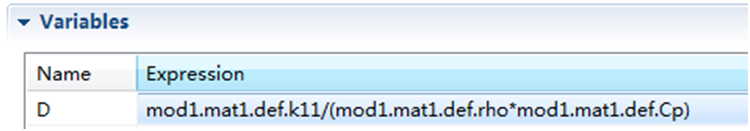 Variables
Name Expression
D mod1.mat1.def.k11/(mod1.mat1.def.rho*mod1.mat1.def.Cp)